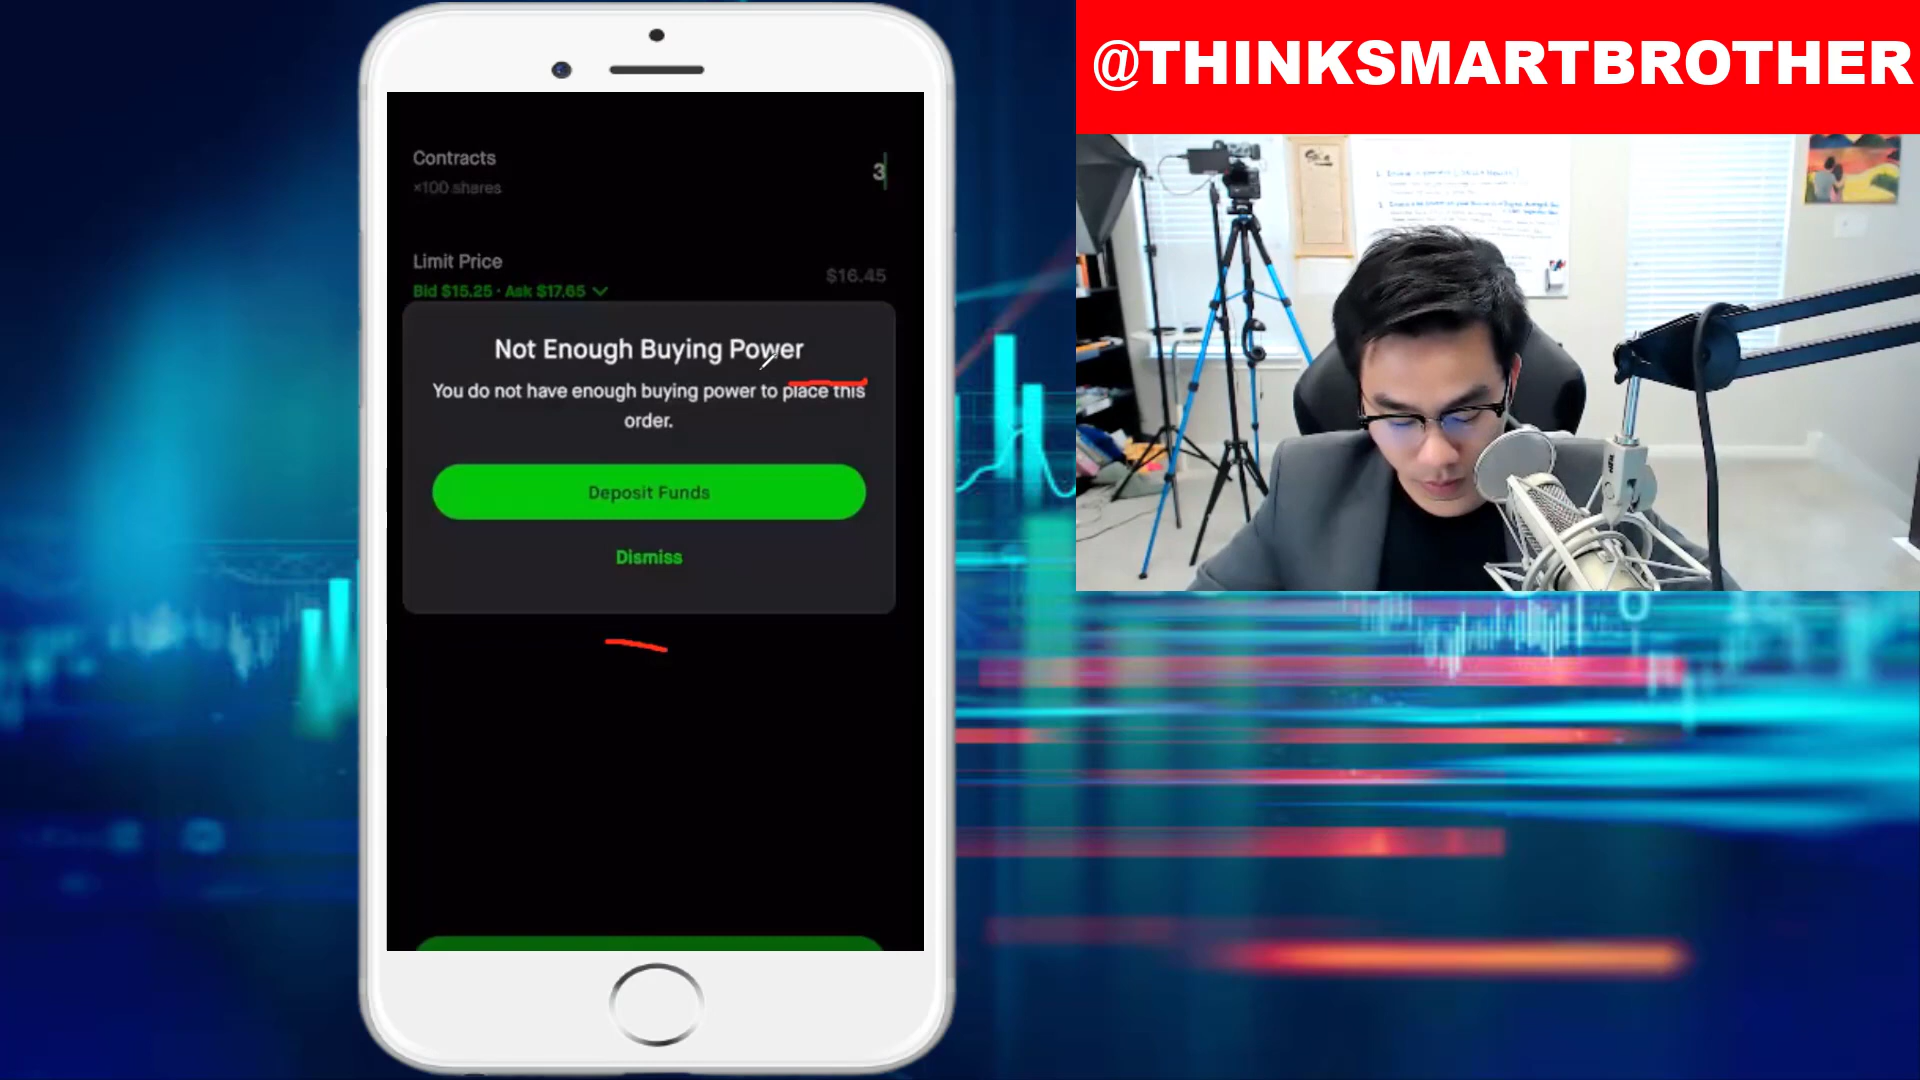 @THINKSMARTBROTHER
Contracts
×100 shares
3
Limit Price
Bid $15.25 · Ask $17.65
$16.45
Not Enough Buying Power
You do not have enough buying power to place this
order.
Deposit Funds
Dismiss